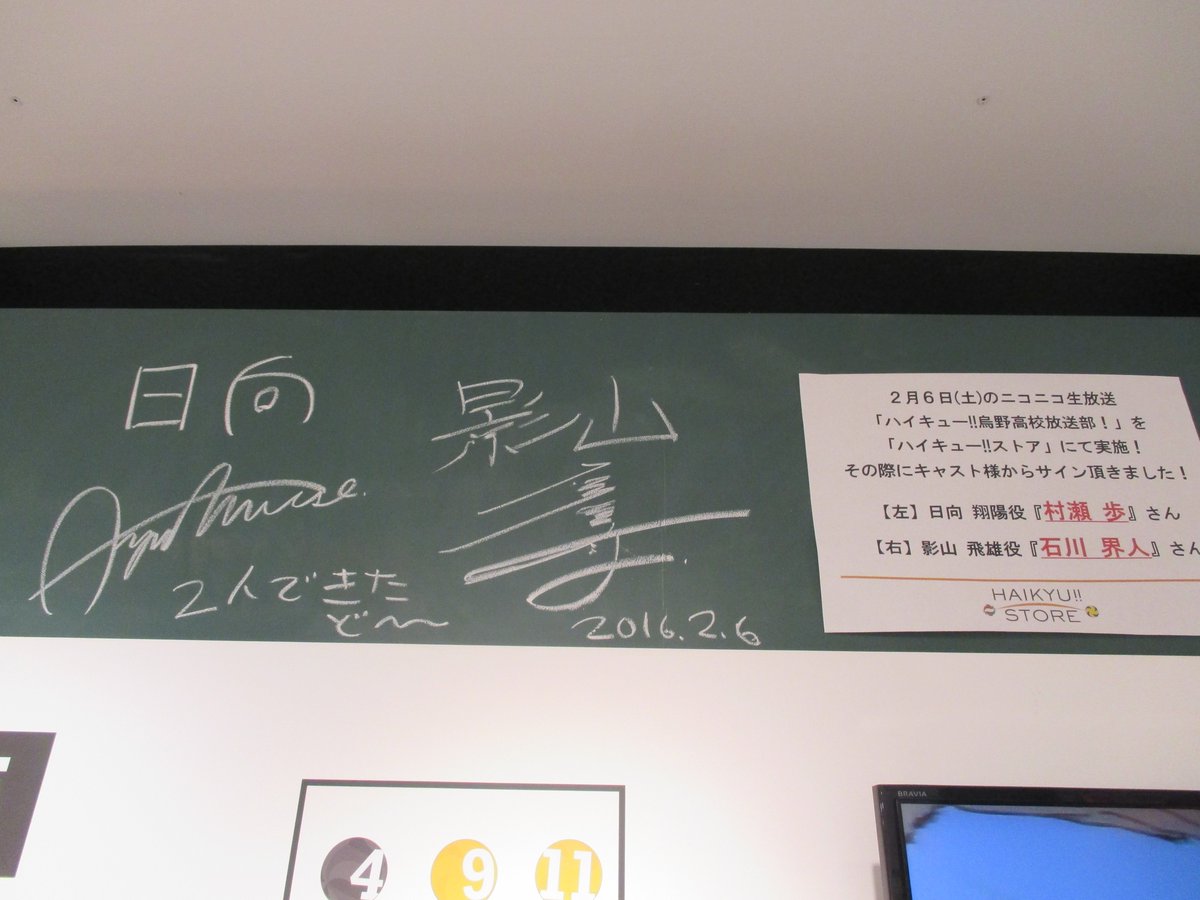 日向
影山
Ayumu Murase.
2人できた
ど〜
2016.2.6
2月6日(土)のニコニコ生放送
「ハイキュー!!烏野高校放送部！」を
「ハイキュー!!ストア」にて実施！
その際にキャスト様からサイン頂きました！
【左】日向 翔陽役『村瀬 歩』さん
【右】影山 飛雄役『石川 界人』さん
HAIKYU!!
STORE
BRAVIA
4
9
11